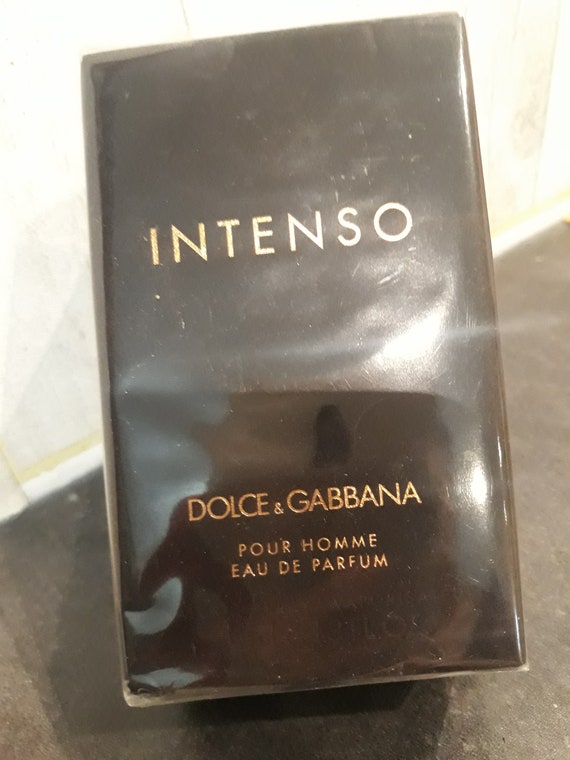 INTENSO
DOLCE & GABBANA
POUR HOMME
EAU DE PARFUM